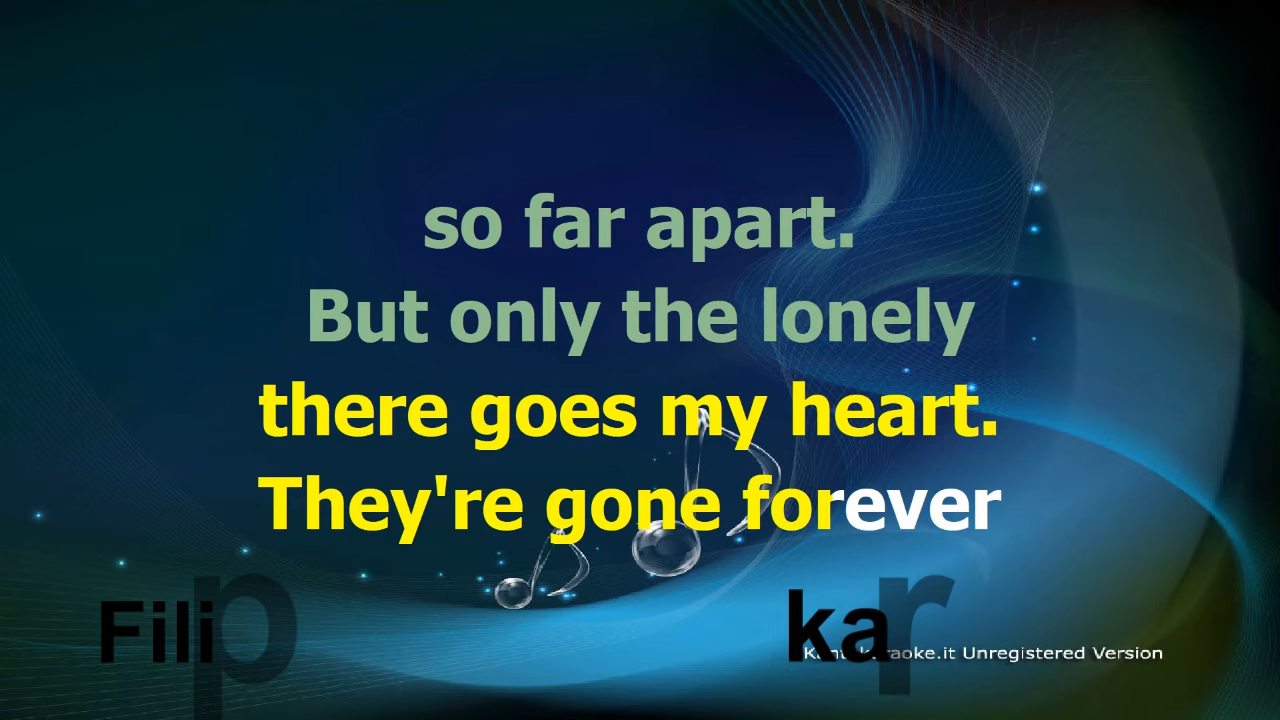 so far apart.
But only the lonely
there goes my heart.
They're gone forever
Filip kar
Kantokaraoke.it Unregistered Version